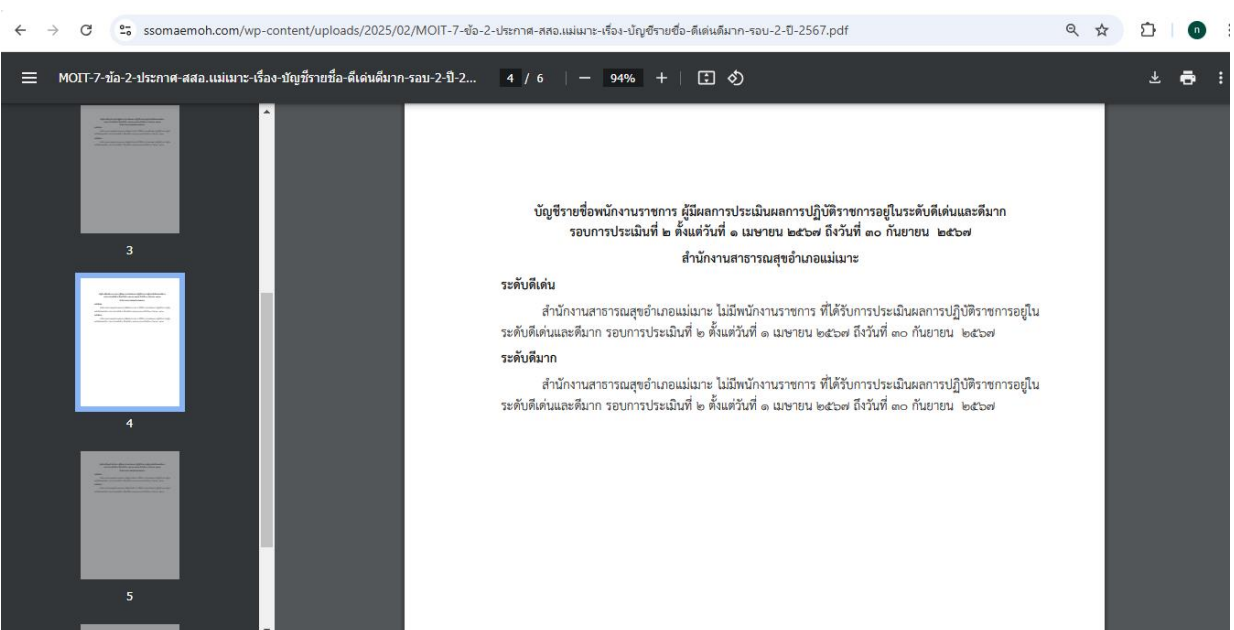 ssomaemoh.com/wp-content/uploads/2025/02/MOIT-7-ข้อ-2-ประกาศ-สสอ.แม่เมาะ-เรื่อง-บัญชีรายชื่อ-ดีเด่นดีมาก-รอบ-2-ปี-2567.pdf
n
MOIT-7-ข้อ-2-ประกาศ-สสอ.แม่เมาะ-เรื่อง-บัญชีรายชื่อ-ดีเด่นดีมาก-รอบ-2-ปี-2... 4 / 6 94%
3
4
5
บัญชีรายชื่อพนักงานราชการ ผู้มีผลการประเมินผลการปฏิบัติราชการอยู่ในระดับดีเด่นและดีมาก
รอบการประเมินที่ ๒ ตั้งแต่วันที่ ๑ เมษายน ๒๕๖๗ ถึงวันที่ ๓๐ กันยายน ๒๕๖๗
สำนักงานสาธารณสุขอำเภอแม่เมาะ
ระดับดีเด่น
สำนักงานสาธารณสุขอำเภอแม่เมาะ ไม่มีพนักงานราชการ ที่ได้รับการประเมินผลการปฏิบัติราชการอยู่ใน
ระดับดีเด่นและดีมาก รอบการประเมินที่ ๒ ตั้งแต่วันที่ ๑ เมษายน ๒๕๖๗ ถึงวันที่ ๓๐ กันยายน ๒๕๖๗
ระดับดีมาก
สำนักงานสาธารณสุขอำเภอแม่เมาะ ไม่มีพนักงานราชการ ที่ได้รับการประเมินผลการปฏิบัติราชการอยู่ใน
ระดับดีเด่นและดีมาก รอบการประเมินที่ ๒ ตั้งแต่วันที่ ๑ เมษายน ๒๕๖๗ ถึงวันที่ ๓๐ กันยายน ๒๕๖๗